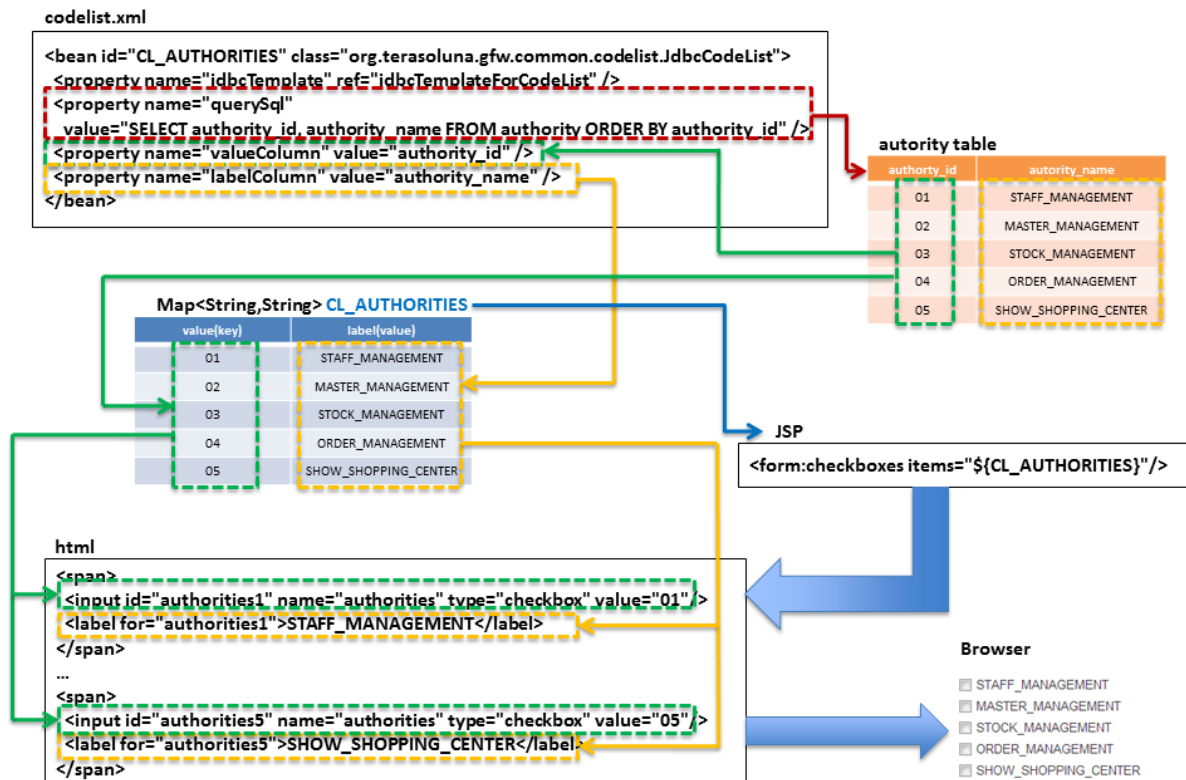 codelist.xml
<bean id="CL_AUTHORITIES" class="org.terasoluna.gfw.common.codelist.JdbcCodeList">
<property name="jdbcTemplate" ref="jdbcTemplateForCodeList" />
<property name="querySql"
value="SELECT authority_id, authority_name FROM authority ORDER BY authority_id" />
<property name="valueColumn" value="authority_id" />
<property name="labelColumn" value="authority_name" />
</bean>
autority table
authorty_id autority_name
01 STAFF_MANAGEMENT
02 MASTER_MANAGEMENT
03 STOCK_MANAGEMENT
04 ORDER_MANAGEMENT
05 SHOW_SHOPPING_CENTER
Map<String,String> CL_AUTHORITIES
value(key) label(value)
01 STAFF_MANAGEMENT
02 MASTER_MANAGEMENT
03 STOCK_MANAGEMENT
04 ORDER_MANAGEMENT
05 SHOW_SHOPPING_CENTER
JSP
<form:checkboxes items="${CL_AUTHORITIES}"/>
html
<span>
<input id="authorities1" name="authorities" type="checkbox" value="01"/>
<label for="authorities1">STAFF_MANAGEMENT</label>
</span>
...
<span>
<input id="authorities5" name="authorities" type="checkbox" value="05"/>
<label for="authorities5">SHOW_SHOPPING_CENTER</label>
</span>
Browser
STAFF_MANAGEMENT
MASTER_MANAGEMENT
STOCK_MANAGEMENT
ORDER_MANAGEMENT
SHOW_SHOPPING_CENTER